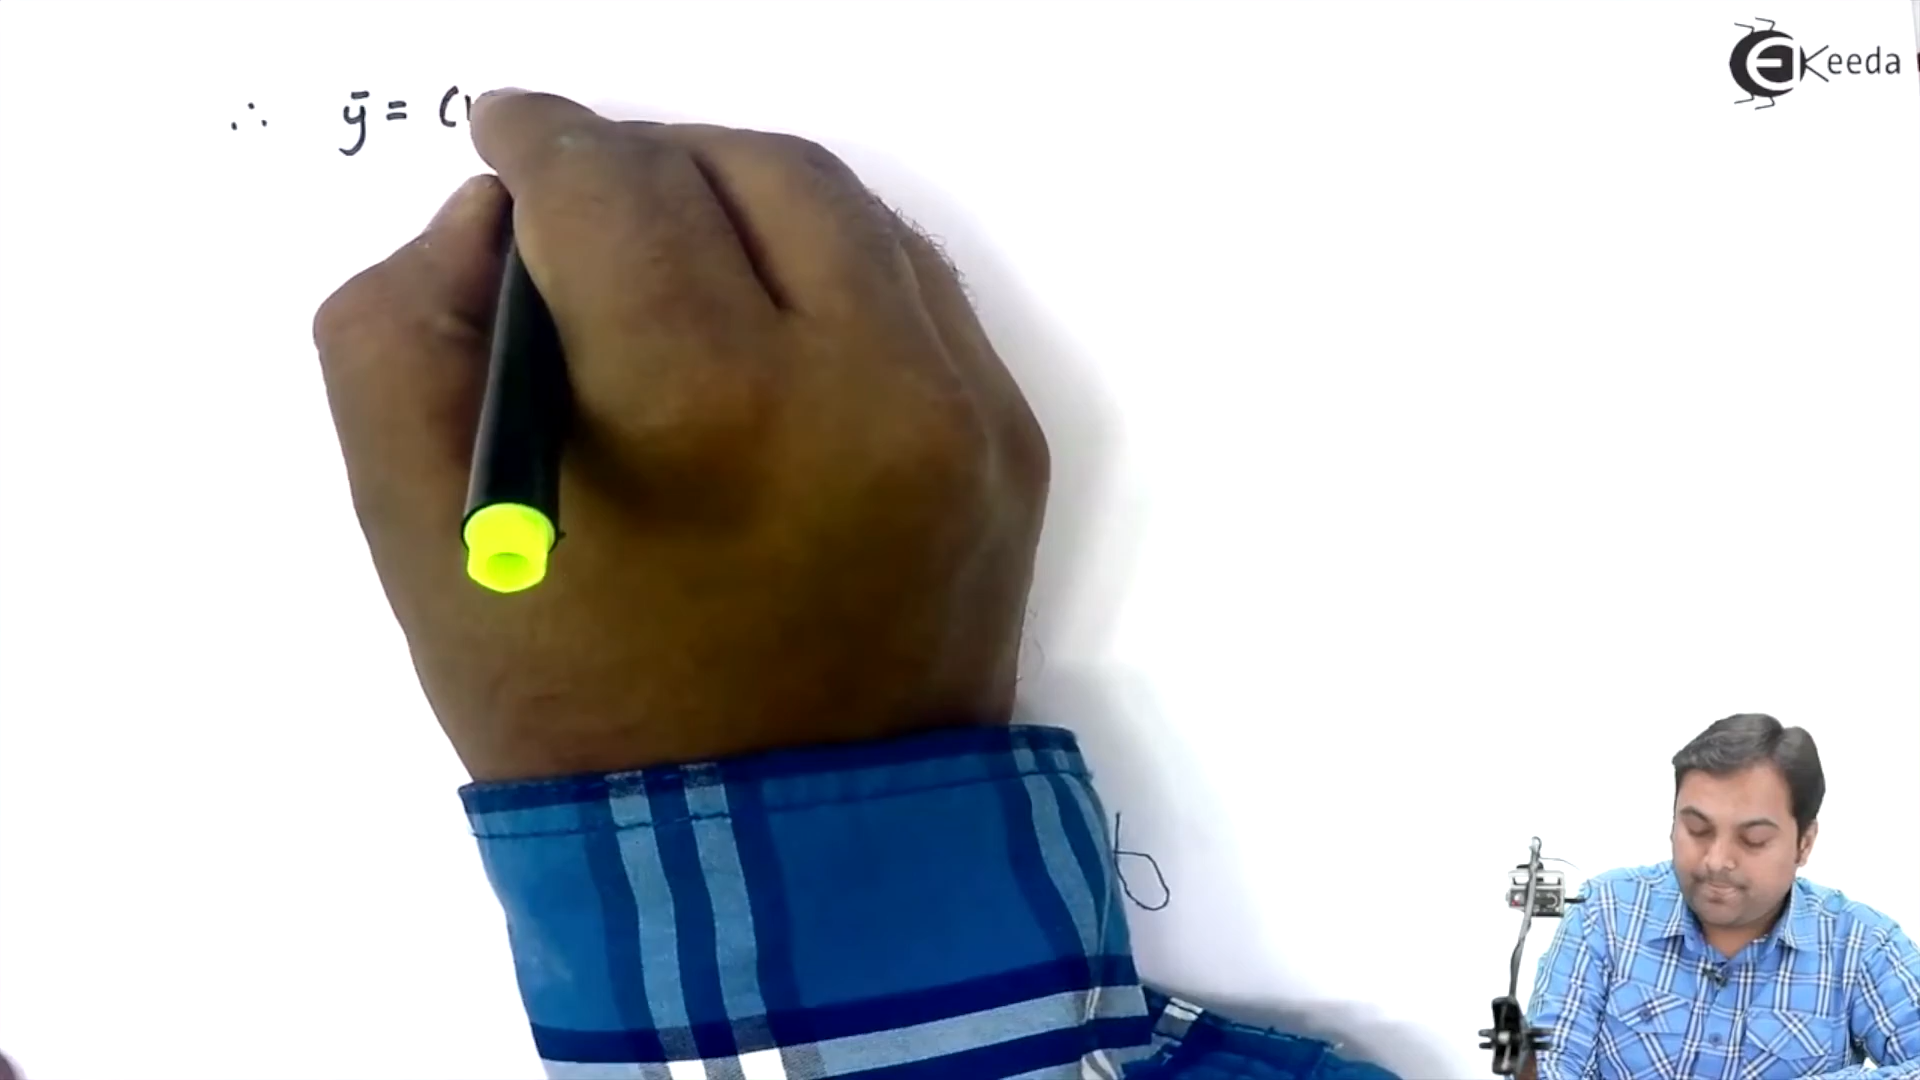 ∴ ȳ = (
EKeeda